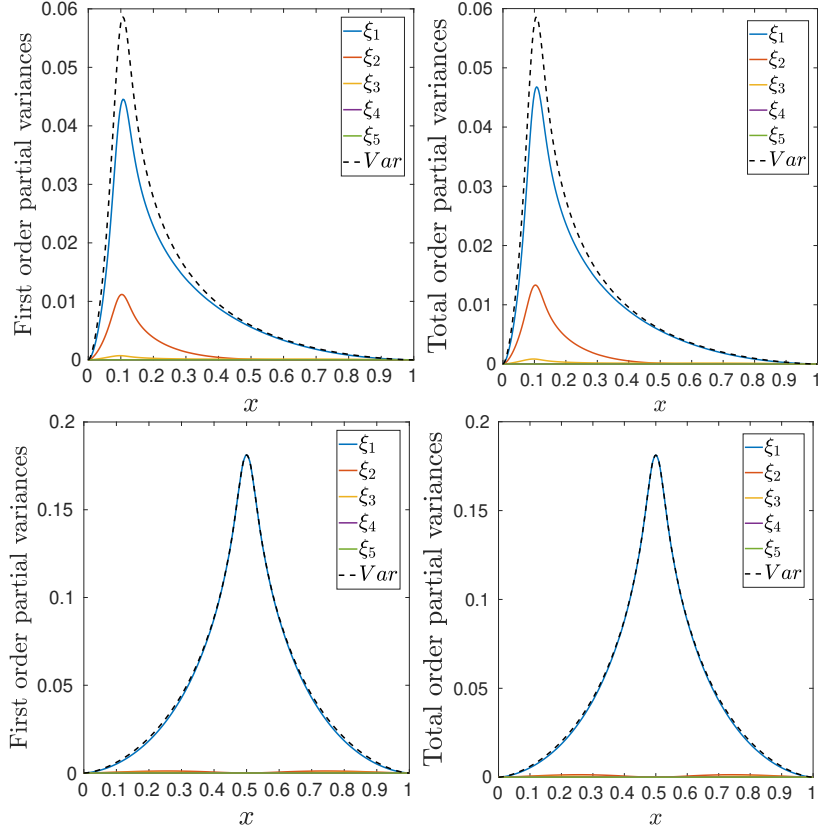 First order partial variances
0.06
0.05
0.04
0.03
0.02
0.01
0
0 0.1 0.2 0.3 0.4 0.5 0.6 0.7 0.8 0.9 1
x
ξ1
ξ2
ξ3
ξ4
ξ5
Var
Total order partial variances
0.06
0.05
0.04
0.03
0.02
0.01
0
0 0.1 0.2 0.3 0.4 0.5 0.6 0.7 0.8 0.9 1
x
ξ1
ξ2
ξ3
ξ4
ξ5
Var
First order partial variances
0.2
0.15
0.1
0.05
0
0 0.1 0.2 0.3 0.4 0.5 0.6 0.7 0.8 0.9 1
x
ξ1
ξ2
ξ3
ξ4
ξ5
Var
Total order partial variances
0.2
0.15
0.1
0.05
0
0 0.1 0.2 0.3 0.4 0.5 0.6 0.7 0.8 0.9 1
x
ξ1
ξ2
ξ3
ξ4
ξ5
Var